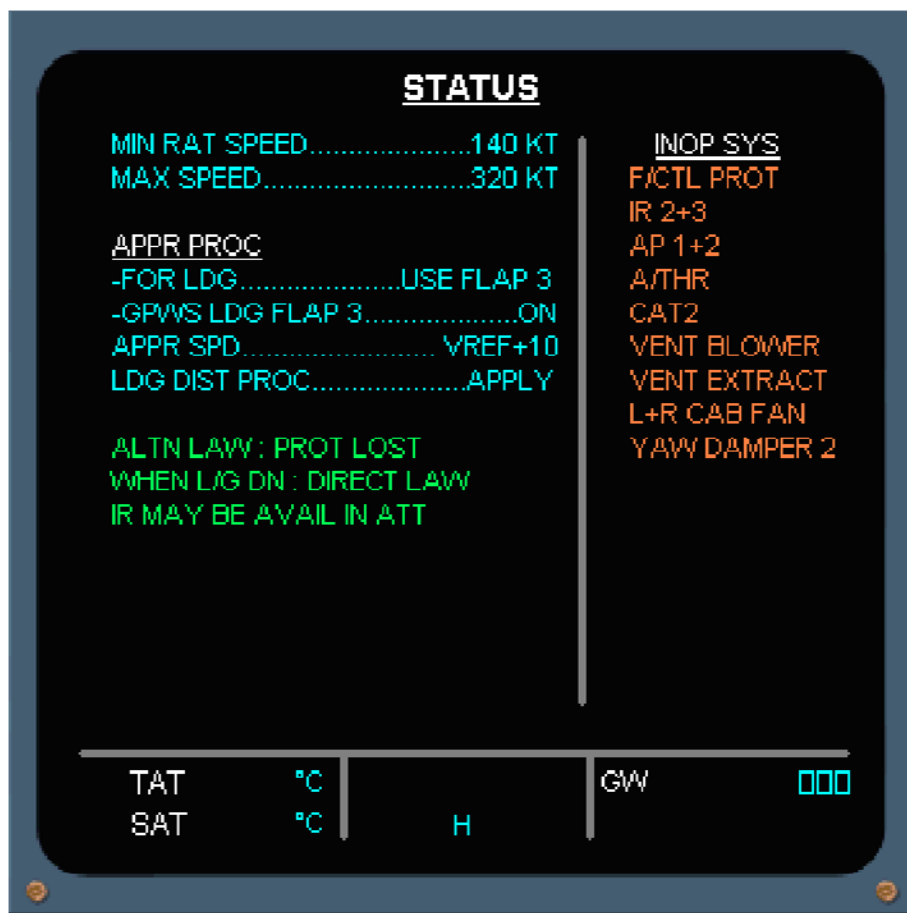 STATUS
MIN RAT SPEED.....................140 KT
MAX SPEED...........................320 KT
APPR PROC
-FOR LDG.....................USE FLAP 3
-GPWS LDG FLAP 3...................ON
APPR SPD........................ VREF+10
LDG DIST PROC....................APPLY
ALTN LAW : PROT LOST
WHEN L/G DN : DIRECT LAW
IR MAY BE AVAIL IN ATT
INOP SYS
F/CTL PROT
IR 2+3
AP 1+2
A/THR
CAT2
VENT BLOWER
VENT EXTRACT
L+R CAB FAN
YAW DAMPER 2
TAT °C
SAT °C
H
GW